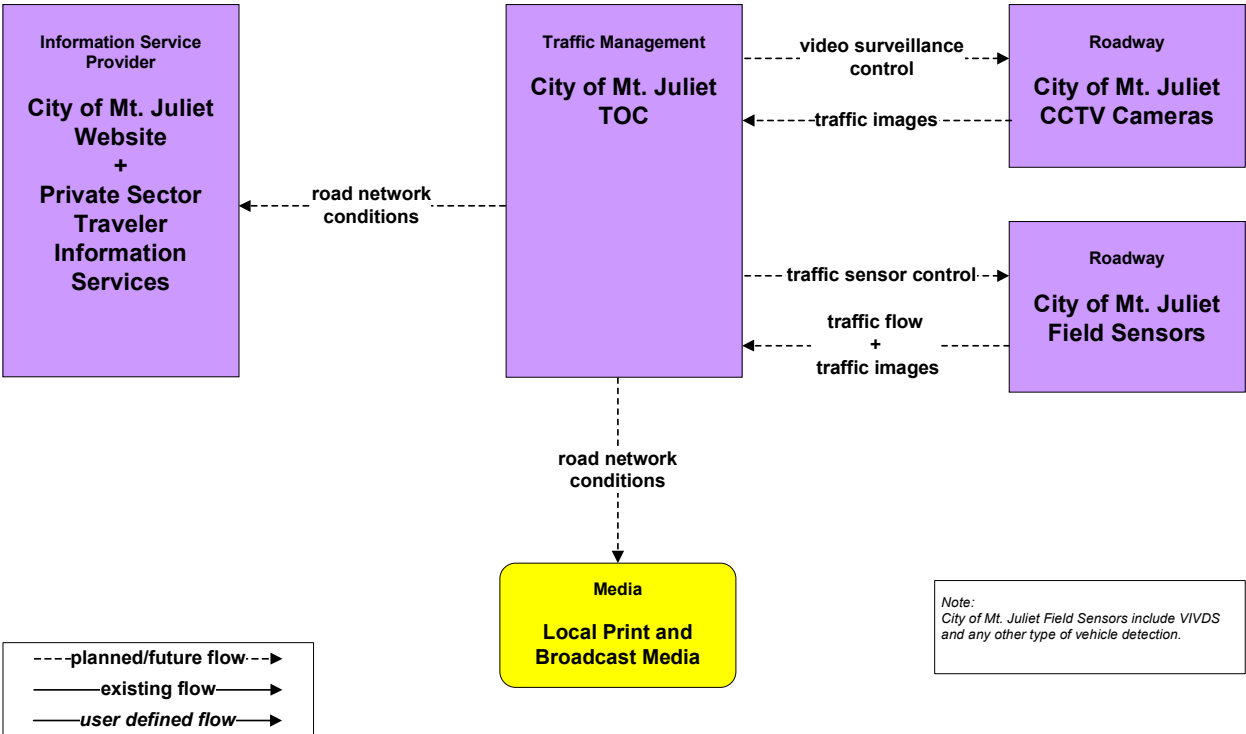 Information Service
Provider
City of Mt. Juliet
Website
+
Private Sector
Traveler
Information
Services
road network
conditions
Traffic Management
City of Mt. Juliet
TOC
video surveillance
control
traffic images
Roadway
City of Mt. Juliet
CCTV Cameras
traffic sensor control
traffic flow
+
traffic images
Roadway
City of Mt. Juliet
Field Sensors
road network
conditions
Media
Local Print and
Broadcast Media
Note:
City of Mt. Juliet Field Sensors include VIVDS
and any other type of vehicle detection.
planned/future flow
existing flow
user defined flow